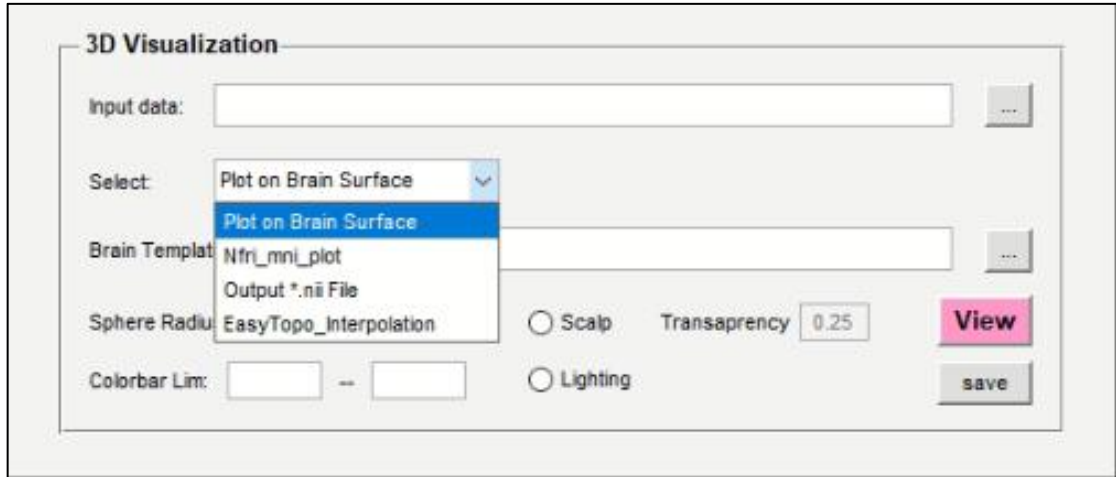 3D Visualization
Input data: ...
Select: Plot on Brain Surface
Plot on Brain Surface
Brain Templat ...
Nfri_mni_plot
Output *.nii File
Sphere Radiu EasyTopo_Interpolation Scalp Transaprency 0.25 View
Colorbar Lim: -- Lighting save